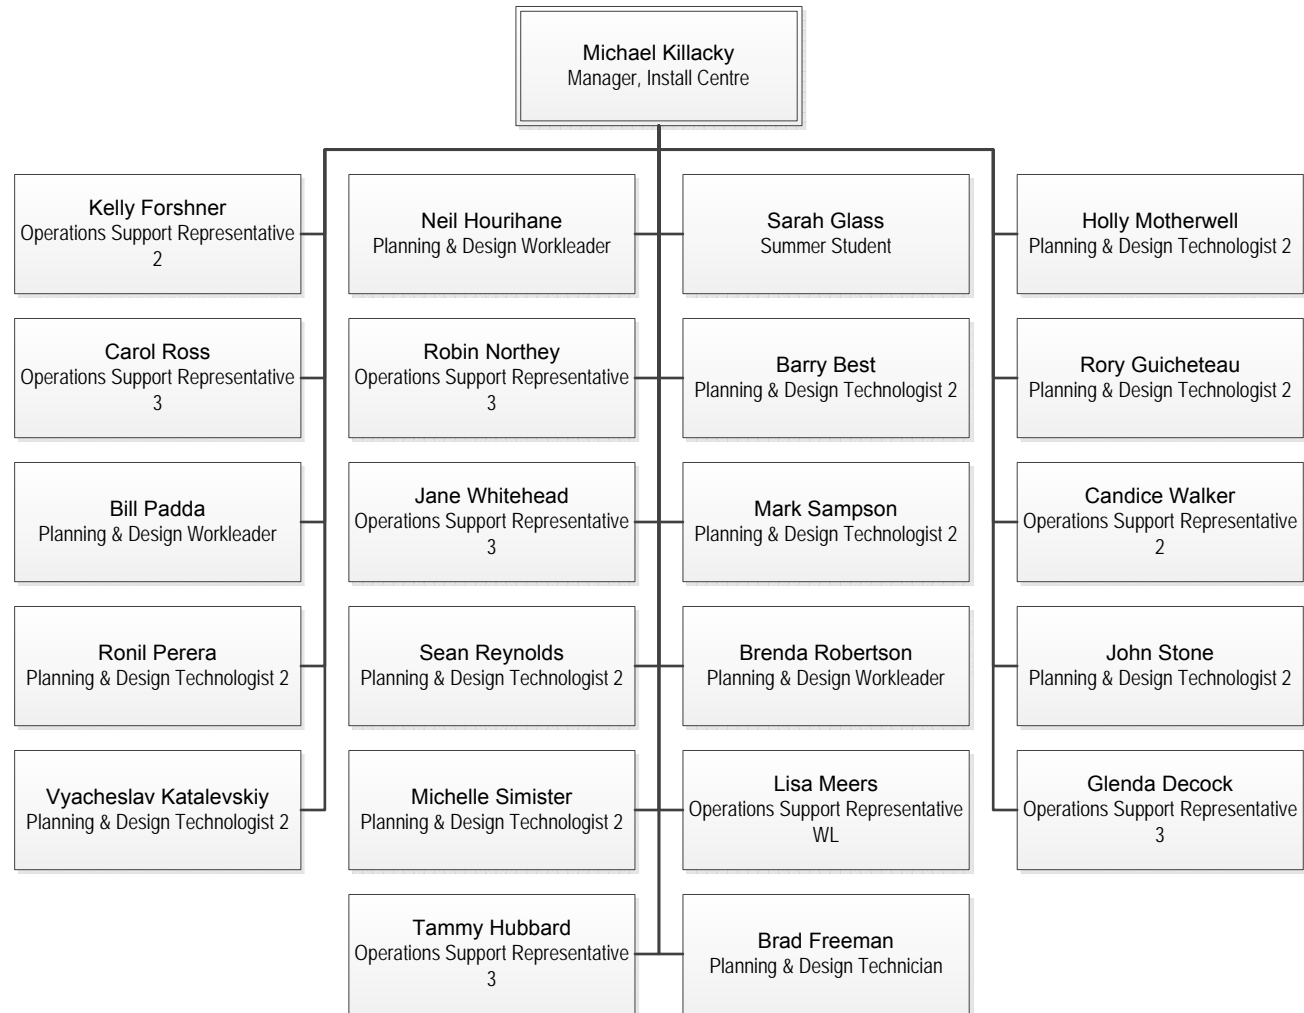 Michael Killacky
Manager, Install Centre
Kelly Forshner
Operations Support Representative
2
Neil Hourihane
Planning & Design Workleader
Sarah Glass
Summer Student
Holly Motherwell
Planning & Design Technologist 2
Carol Ross
Operations Support Representative
3
Robin Northey
Operations Support Representative
3
Barry Best
Planning & Design Technologist 2
Rory Guicheteau
Planning & Design Technologist 2
Bill Padda
Planning & Design Workleader
Jane Whitehead
Operations Support Representative
3
Mark Sampson
Planning & Design Technologist 2
Candice Walker
Operations Support Representative
2
Ronil Perera
Planning & Design Technologist 2
Sean Reynolds
Planning & Design Technologist 2
Brenda Robertson
Planning & Design Workleader
John Stone
Planning & Design Technologist 2
Vyacheslav Katalevskiy
Planning & Design Technologist 2
Michelle Simister
Planning & Design Technologist 2
Lisa Meers
Operations Support Representative
WL
Glenda Decock
Operations Support Representative
3
Tammy Hubbard
Operations Support Representative
3
Brad Freeman
Planning & Design Technician